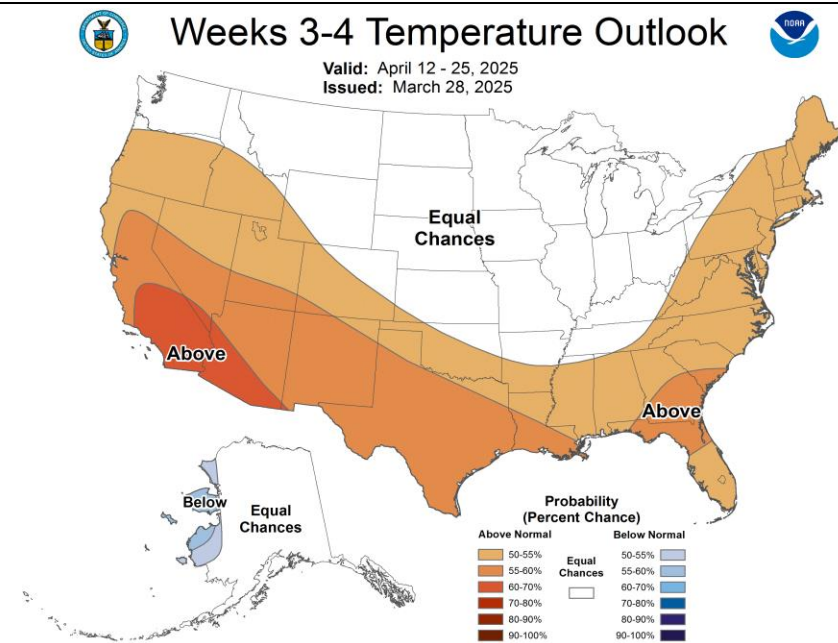 Weeks 3-4 Temperature Outlook
NOAA
Valid: April 12 - 25, 2025
Issued: March 28, 2025
Equal
Chances
Above
Above
Below
Equal
Chances
Probability
(Percent Chance)
Above Normal
50-55%
55-60%
60-70%
70-80%
80-90%
90-100%
Equal
Chances
Below Normal
50-55%
55-60%
60-70%
70-80%
80-90%
90-100%